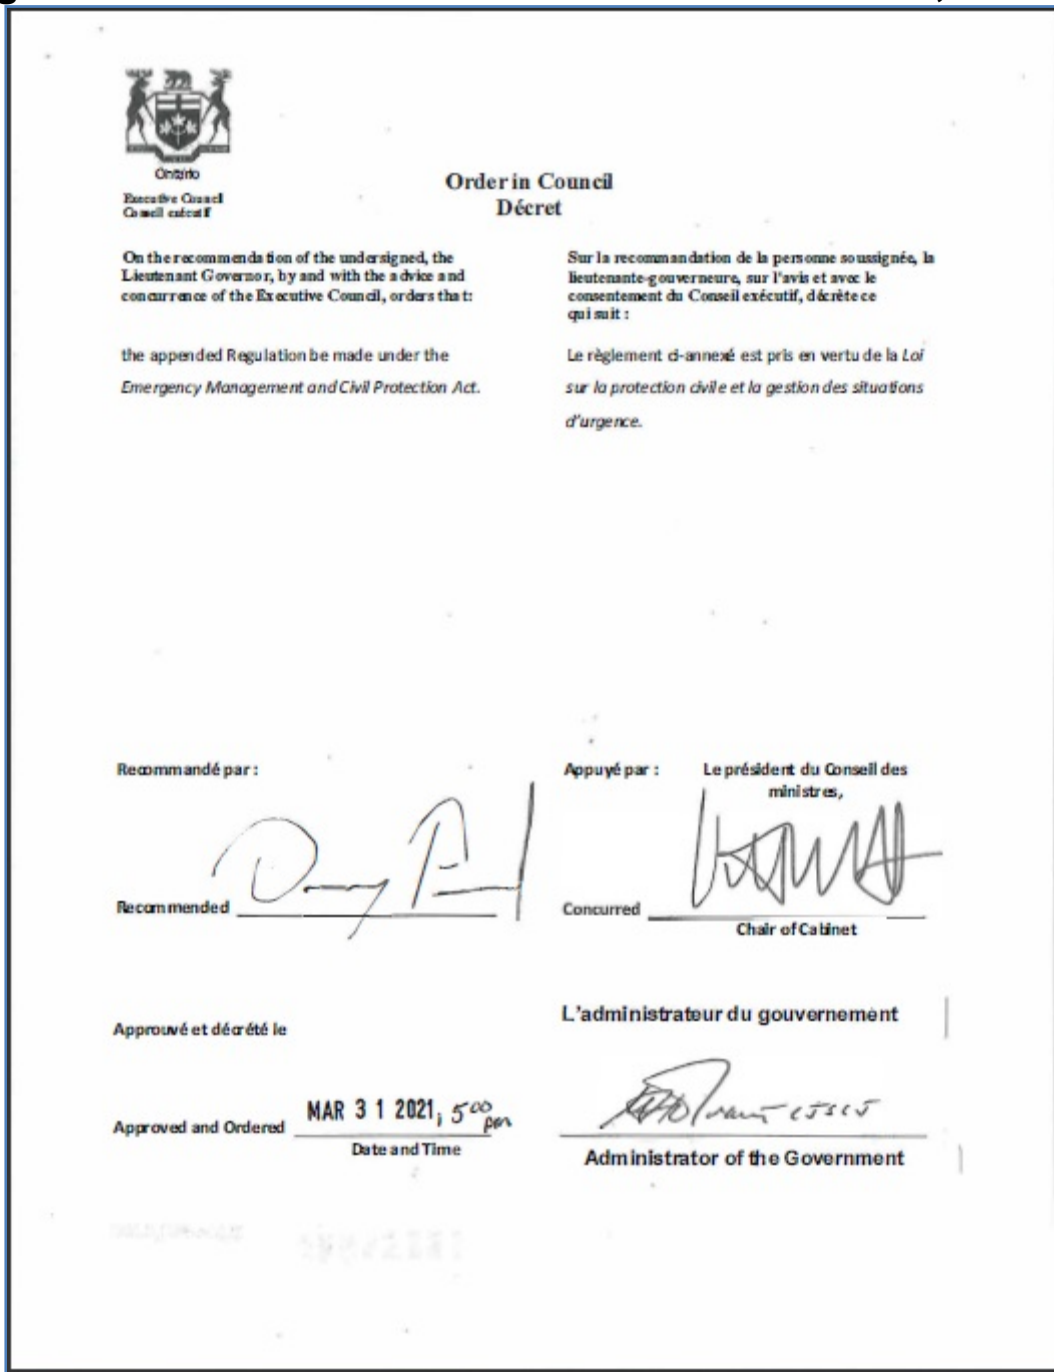 Ontario
Executive Council
Conseil exécutif
Order in Council
Décret
On the recommendation of the undersigned, the
Lieutenant Governor, by and with the advice and
concurrence of the Executive Council, orders that:
the appended Regulation be made under the
Emergency Management and Civil Protection Act.
Sur la recommandation de la personne soussignée, la
lieutenante-gouverneure, sur l'avis et avec le
consentement du Conseil exécutif, décrète ce
qui suit :
Le règlement ci-annexé est pris en vertu de la Loi
sur la protection civile et la gestion des situations
d'urgence.
Recommandé par :
Recommended
Appuyé par :
Le président du Conseil des
ministres,
Concurred
Chair of Cabinet
Approuvé et décrété le
Approved and Ordered
MAR 3 1 2021, 5 00 pm
Date and Time
L'administrateur du gouvernement
Administrator of the Government